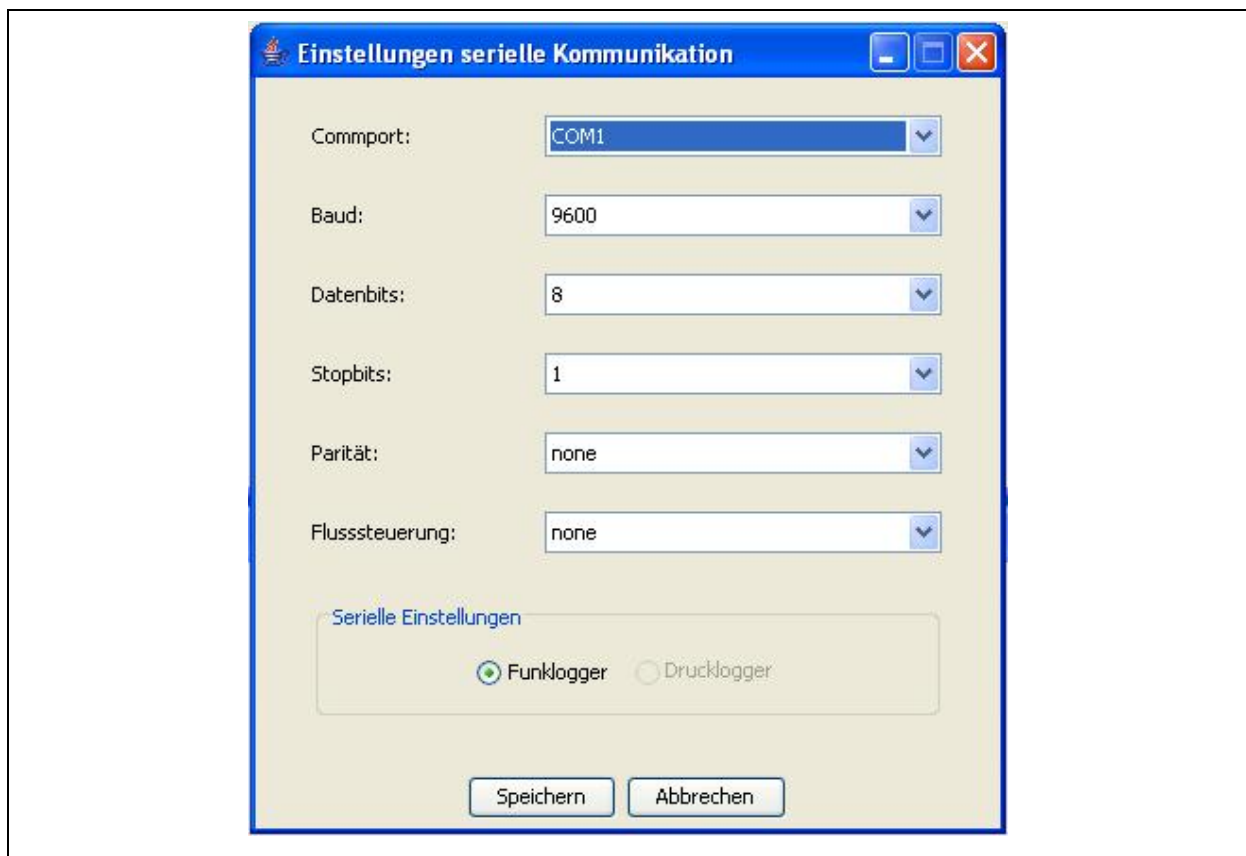 Einstellungen serielle Kommunikation
Commport: COM1
Baud: 9600
Datenbits: 8
Stopbits: 1
Parität: none
Flusssteuerung: none
Serielle Einstellungen
Funklogger Drucklogger
Speichern Abbrechen